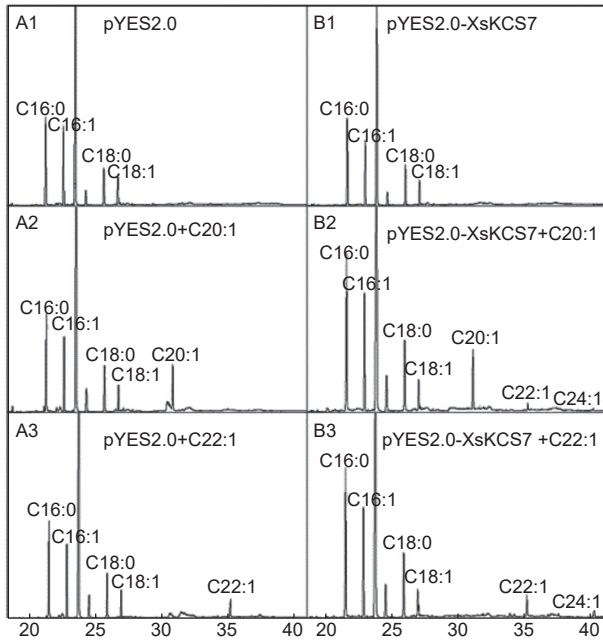 A1 pYES2.0
C16:0
C16:1
C18:0
C18:1
B1 pYES2.0-XsKCS7
C16:0
C16:1
C18:0
C18:1
A2 pYES2.0+C20:1
C16:0
C16:1
C18:0 C20:1
C18:1
B2 pYES2.0-XsKCS7+C20:1
C16:0
C16:1
C18:0 C20:1
C18:1
C22:1
C24:1
A3 pYES2.0+C22:1
C16:0
C16:1
C18:0
C18:1 C22:1
B3 pYES2.0-XsKCS7 +C22:1
C16:0
C16:1
C18:0
C18:1 C22:1
C24:1
20 25 30 35 40 20 25 30 35 40